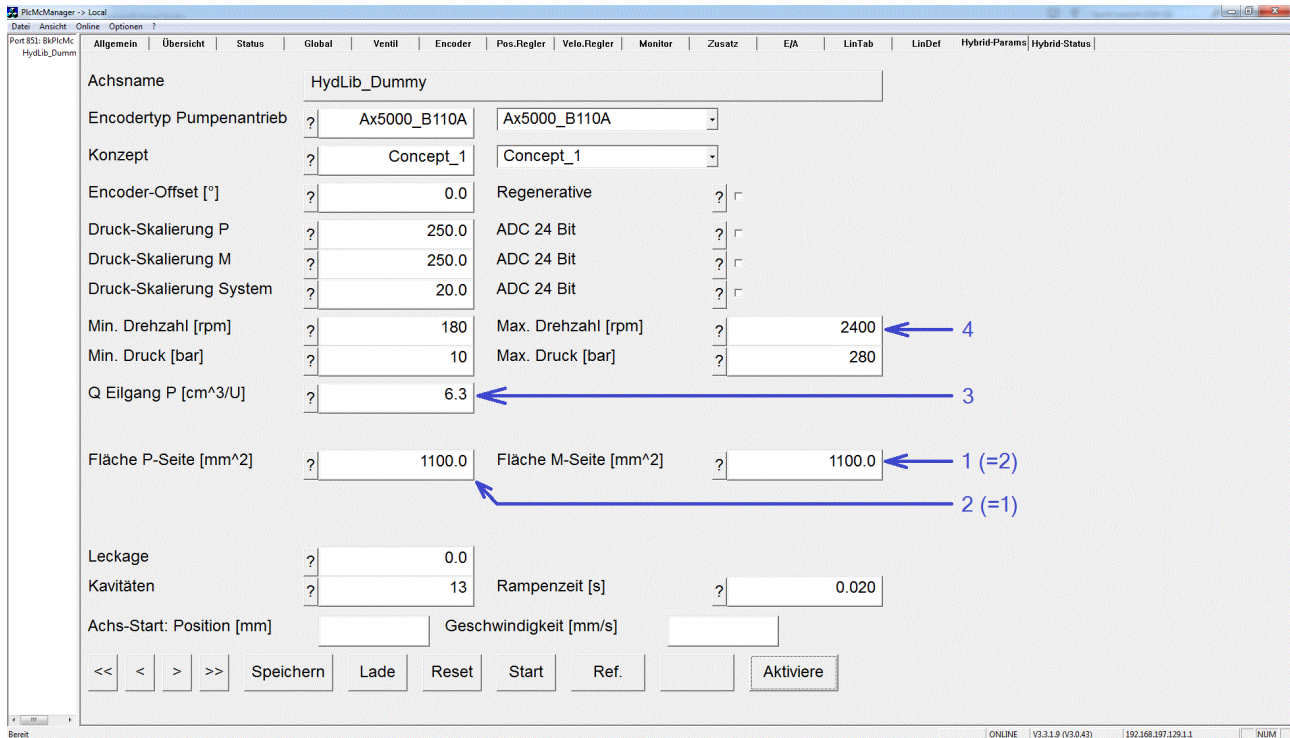 PlcMcManager -> Local
Datei Ansicht Online Optionen ?
Port 851: BkPlcMc
HydLib_Dumm
Allgemein Übersicht Status Global Ventil Encoder Pos.Regler Velo.Regler Monitor Zusatz E/A LinTab LinDef Hybrid-Params Hybrid-Status
Achsname HydLib_Dummy
Encodertyp Pumpenantrieb ? Ax5000_B110A Ax5000_B110A
Konzept ? Concept_1 Concept_1
Encoder-Offset [°] ? 0.0 Regenerative ?
Druck-Skalierung P ? 250.0 ADC 24 Bit ?
Druck-Skalierung M ? 250.0 ADC 24 Bit ?
Druck-Skalierung System ? 20.0 ADC 24 Bit ?
Min. Drehzahl [rpm] ? 180 Max. Drehzahl [rpm] ? 2400 4
Min. Druck [bar] ? 10 Max. Druck [bar] ? 280
Q Eilgang P [cm^3/U] ? 6.3 3
Fläche P-Seite [mm^2] ? 1100.0 Fläche M-Seite [mm^2] ? 1100.0 1 (=2)
2 (=1)
Leckage ? 0.0
Kavitäten ? 13 Rampenzeit [s] ? 0.020
Achs-Start: Position [mm] Geschwindigkeit [mm/s]
<< < > >> Speichern Lade Reset Start Ref. Aktiviere
Bereit ONLINE V3.3.1.9 (V3.0.43) 192.168.197.129.1.1 NUM